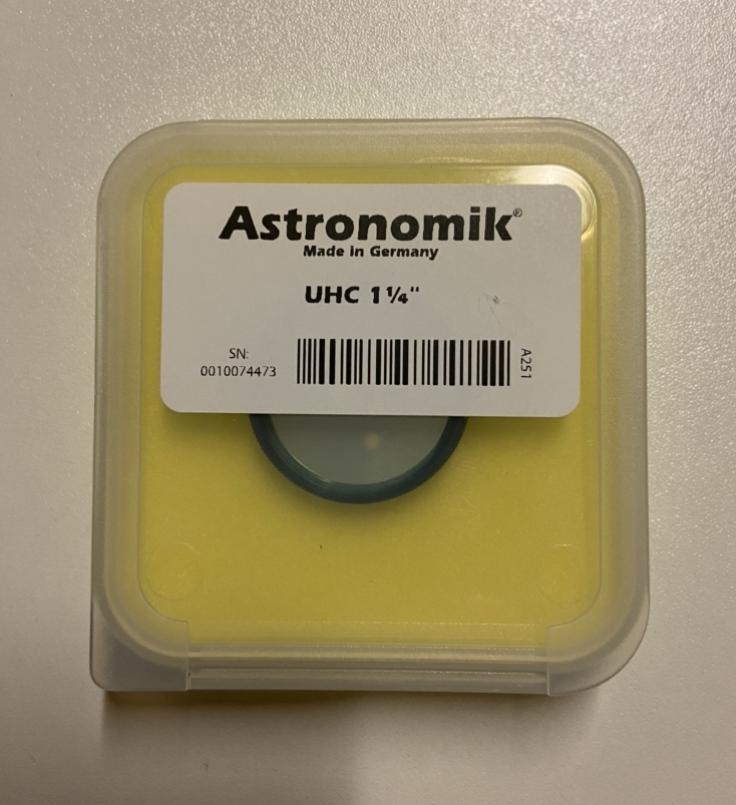 Astronomik®
Made in Germany
UHC 1¼"
SN:
0010074473
A251